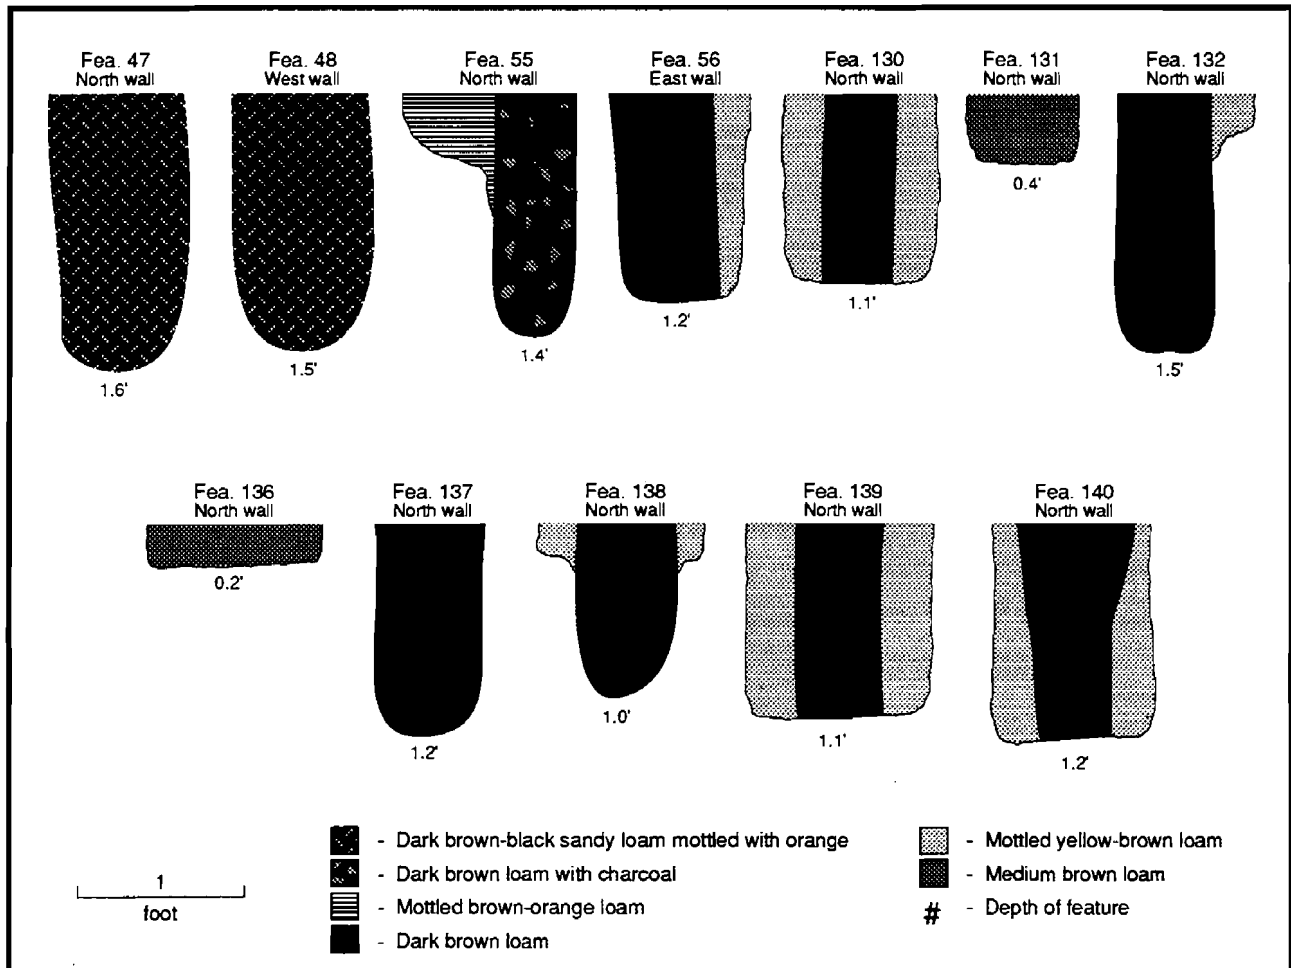 Fea. 47
North wall
Fea. 48
West wall
Fea. 55
North wall
Fea. 56
East wall
Fea. 130
North wall
Fea. 131
North wall
Fea. 132
North wall
1.6'
1.5'
1.4'
1.2'
1.1'
0.4'
1.5'
Fea. 136
North wall
Fea. 137
North wall
Fea. 138
North wall
Fea. 139
North wall
Fea. 140
North wall
0.2'
1.2'
1.0'
1.1'
1.2'
1
foot
- Dark brown-black sandy loam mottled with orange
- Dark brown loam with charcoal
- Mottled brown-orange loam
- Dark brown loam
- Mottled yellow-brown loam
- Medium brown loam
# - Depth of feature